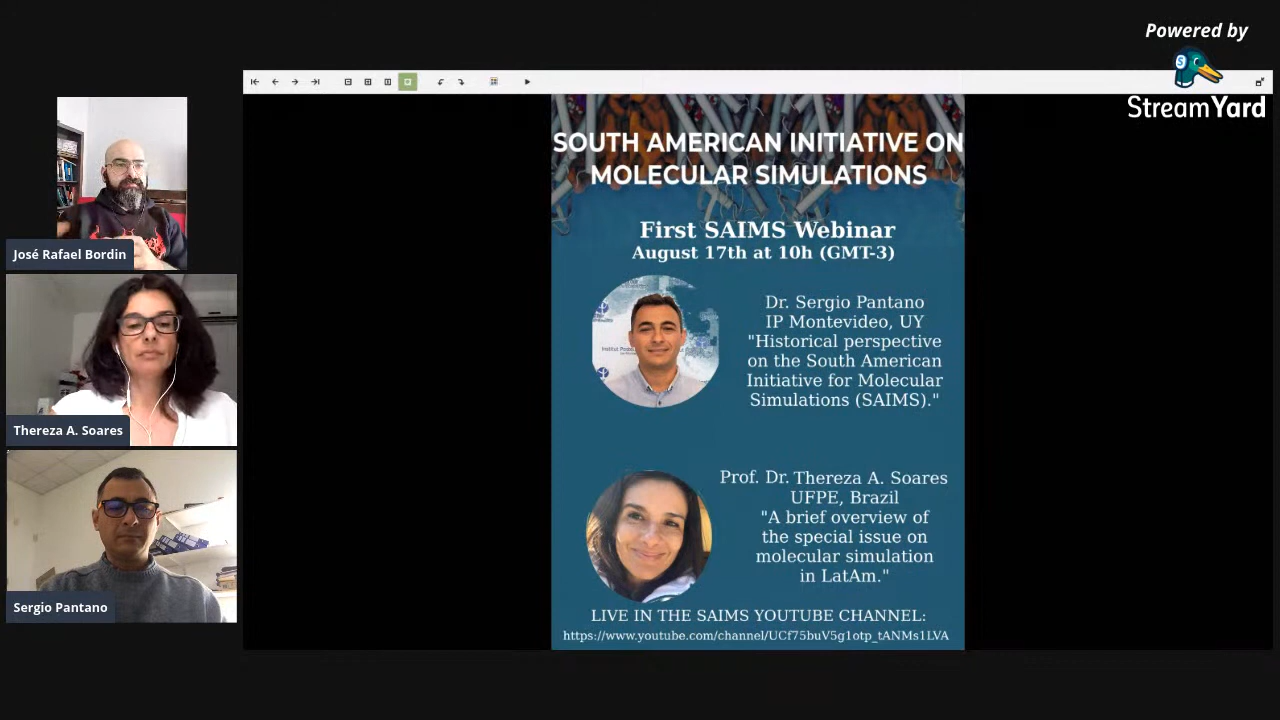 Powered by
StreamYard
José Rafael Bordin
Thereza A. Soares
Sergio Pantano
SOUTH AMERICAN INITIATIVE ON
MOLECULAR SIMULATIONS
First SAIMS Webinar
August 17th at 10h (GMT-3)
Dr. Sergio Pantano
IP Montevideo, UY
"Historical perspective
on the South American
Initiative for Molecular
Simulations (SAIMS)."
Prof. Dr. Thereza A. Soares
UFPE, Brazil
"A brief overview of
the special issue on
molecular simulation
in LatAm."
LIVE IN THE SAIMS YOUTUBE CHANNEL:
https://www.youtube.com/channel/UCf75buV5g1otp_tANMs1LVA